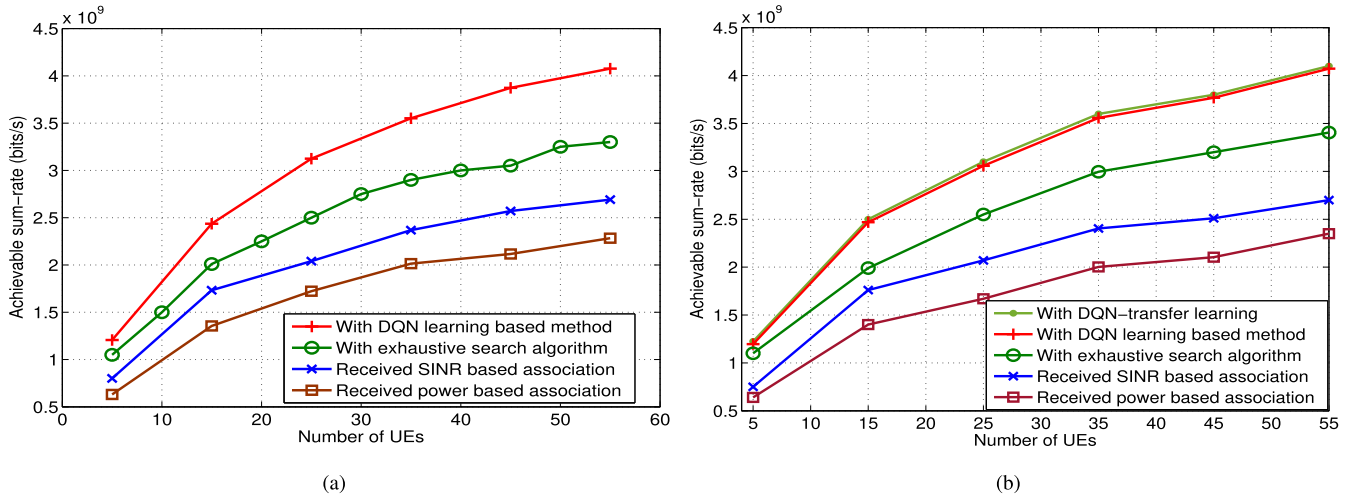 x 10^9
4.5
4
3.5
3
2.5
2
1.5
1
0.5
0 10 20 30 40 50 60
Achievable sum−rate (bits/s)
Number of UEs
With DQN learning based method
With exhaustive search algorithm
Received SINR based association
Received power based association
(a)
x 10^9
4.5
4
3.5
3
2.5
2
1.5
1
0.5
5 10 15 20 25 30 35 40 45 50 55
Achievable sum−rate (bits/s)
Number of UEs
With DQN−transfer learning
With DQN learning based method
With exhaustive search algorithm
Received SINR based association
Received power based association
(b)